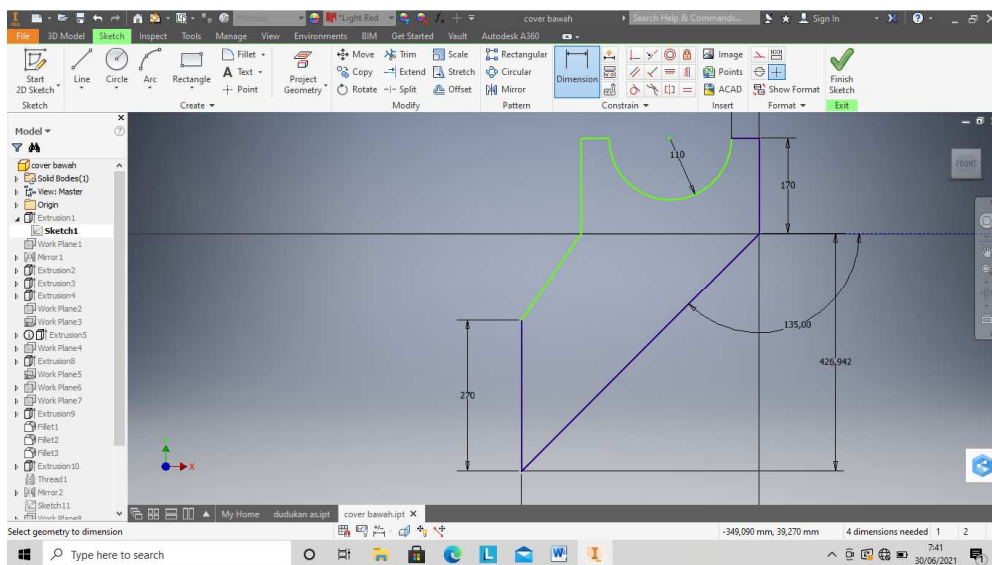 cover bawah
Search Help & Commands...
Sign In
"Light Red
File 3D Model Sketch Inspect Tools Manage View Environments BIM Get Started Vault Autodesk A360
Start 2D Sketch
Line
Circle
Arc
Rectangle
Fillet
Text
Point
Project Geometry
Move Trim Scale
Copy Extend Stretch
Rotate Split Offset
Rectangular
Circular
Mirror
Dimension
Image
Points
ACAD
Show Format
Finish Sketch
Sketch Create Modify Pattern Constrain Insert Format Exit
Model
cover bawah
Solid Bodies(1)
View: Master
Origin
Extrusion1
Sketch1
Work Plane1
Mirror1
Extrusion2
Extrusion3
Extrusion4
Work Plane2
Work Plane3
Extrusion5
Work Plane4
Extrusion8
Work Plane5
Work Plane6
Work Plane7
Extrusion9
Fillet1
Fillet2
Fillet3
Extrusion10
Thread1
Mirror2
Sketch11
110
170
FRONT
135,00
426,942
270
X
My Home dudukan as.ipt cover bawah.ipt
Select geometry to dimension
-349,090 mm, 39,270 mm 4 dimensions needed 1 2
Type here to search
7:41
30/06/2021